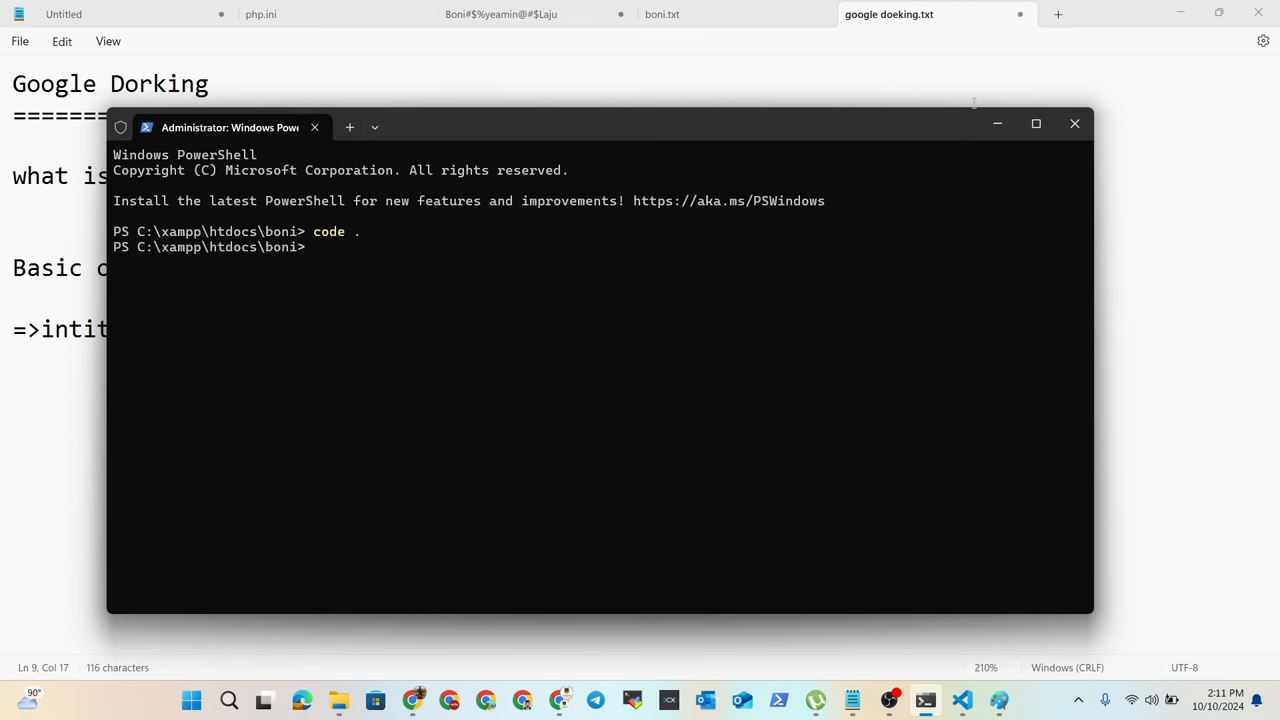 Untitled
php.ini
Boni#$%yeamin@#$Laju
boni.txt
google doeking.txt
File
Edit
View
Google Dorking
=======
Administrator: Windows Powe
Windows PowerShell
Copyright (C) Microsoft Corporation. All rights reserved.
what is
Install the latest PowerShell for new features and improvements! https://aka.ms/PSWindows
PS C:\xampp\htdocs\boni> code .
PS C:\xampp\htdocs\boni>
Basic
=>intit
Ln 9, Col 17
116 characters
210%
Windows (CRLF)
UTF-8
90°
2:11 PM
10/10/2024